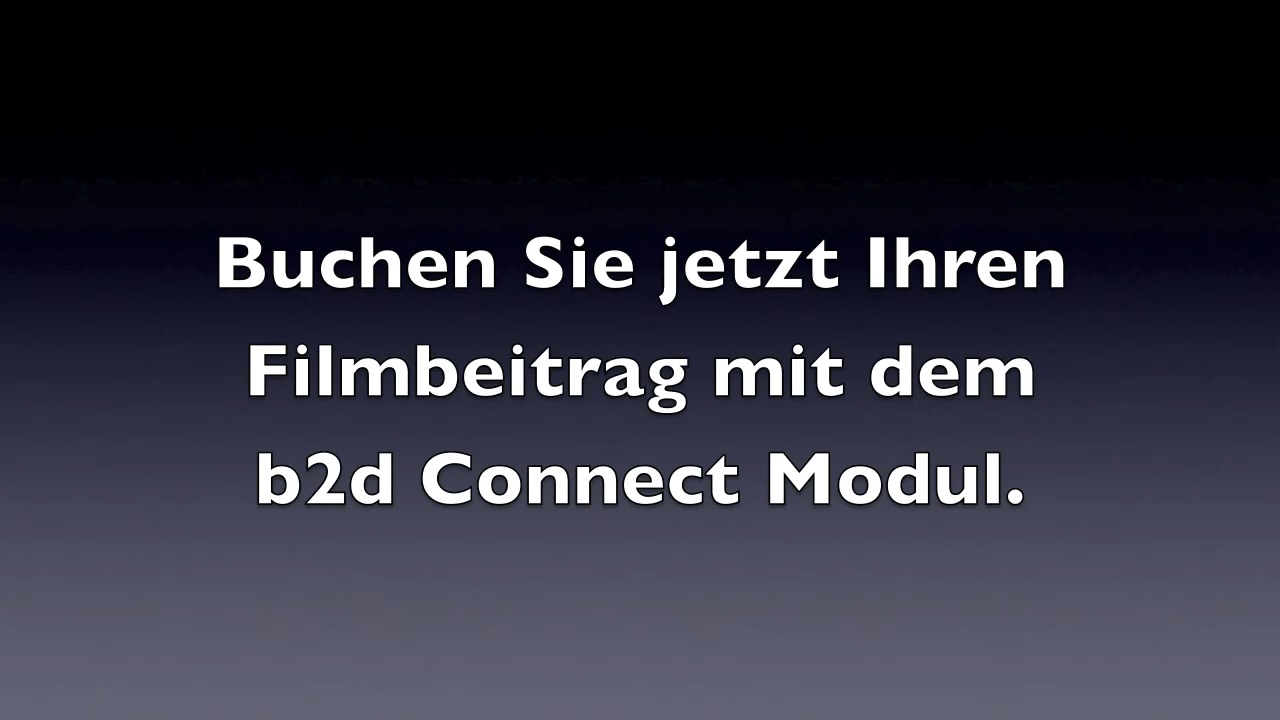 Buchen Sie jetzt Ihren
Filmbeitrag mit dem
b2d Connect Modul.